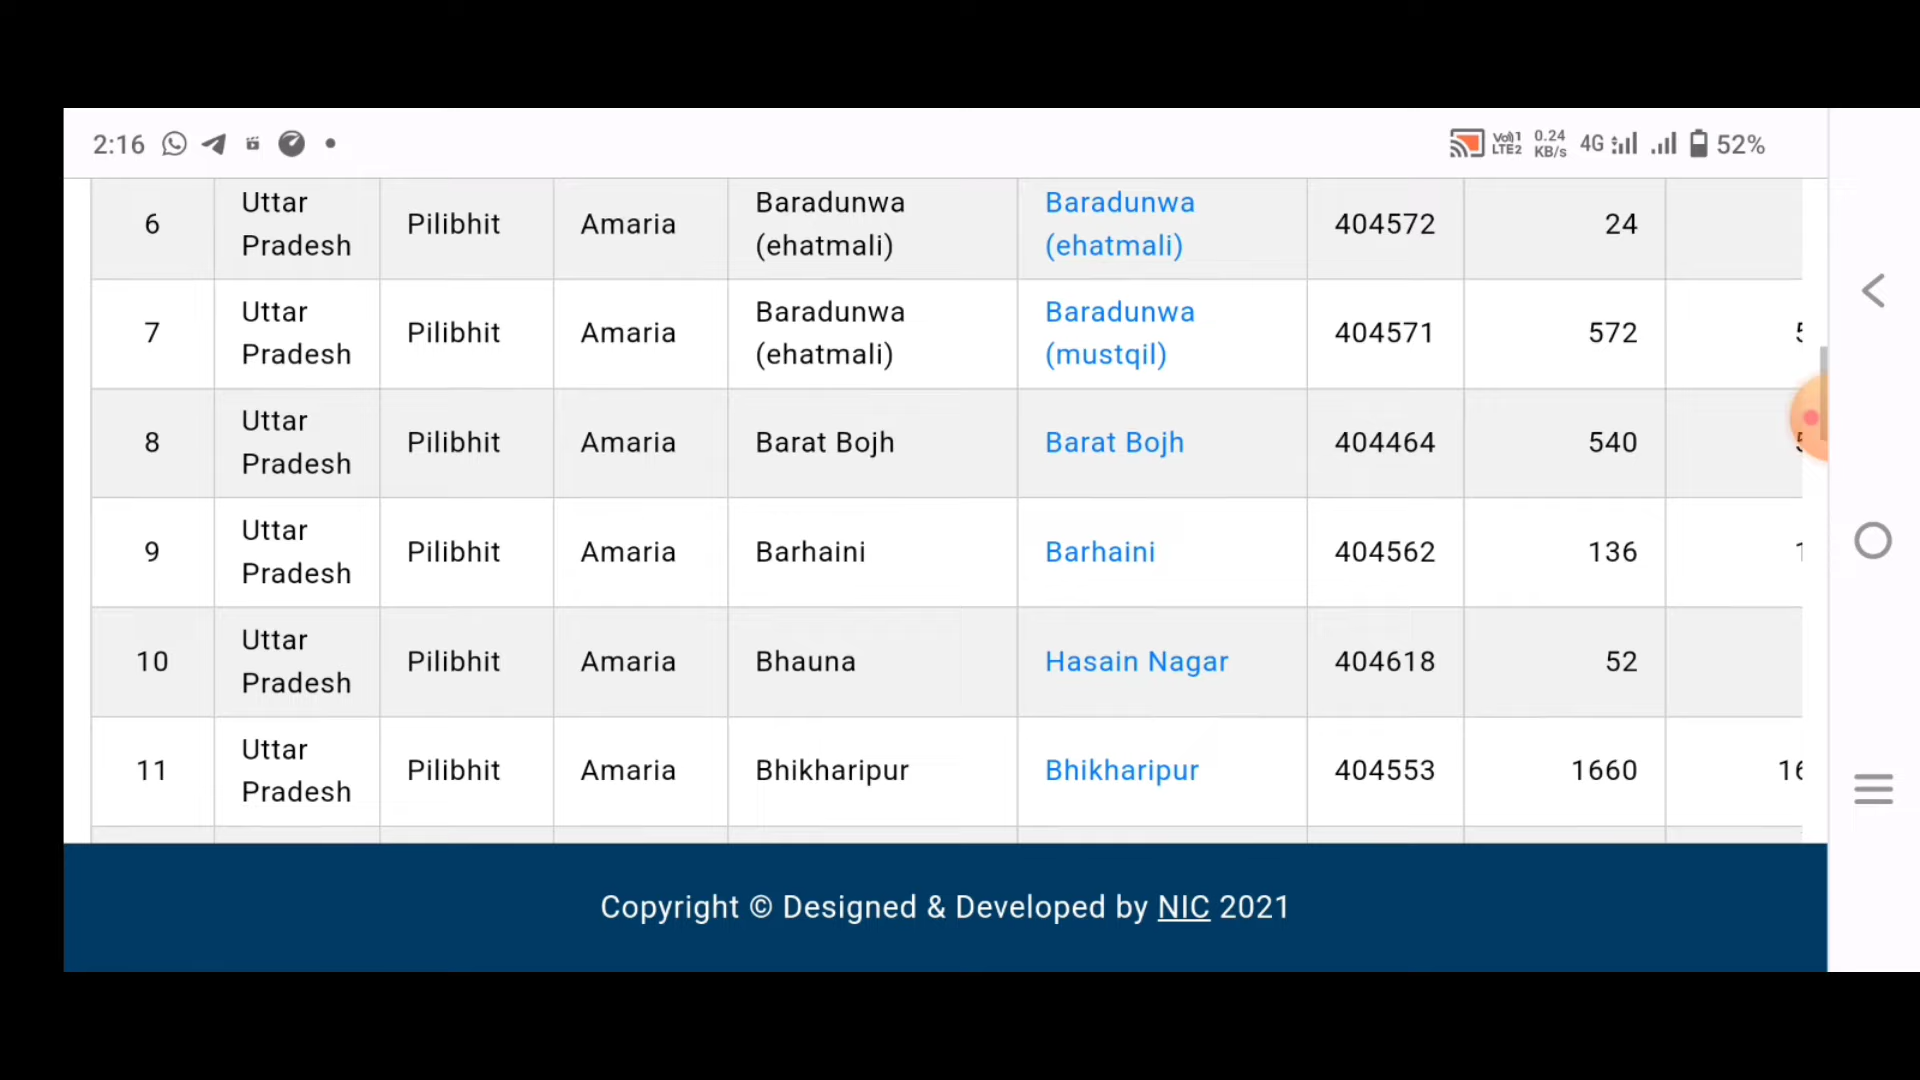 2:16 Vo)) 1 LTE2 0.24 KB/s 4G 52%
6 Uttar Pradesh Pilibhit Amaria Baradunwa (ehatmali) Baradunwa (ehatmali) 404572 24
7 Uttar Pradesh Pilibhit Amaria Baradunwa (ehatmali) Baradunwa (mustqil) 404571 572
8 Uttar Pradesh Pilibhit Amaria Barat Bojh Barat Bojh 404464 540
9 Uttar Pradesh Pilibhit Amaria Barhaini Barhaini 404562 136
10 Uttar Pradesh Pilibhit Amaria Bhauna Hasain Nagar 404618 52
11 Uttar Pradesh Pilibhit Amaria Bhikharipur Bhikharipur 404553 1660
Copyright © Designed & Developed by NIC 2021